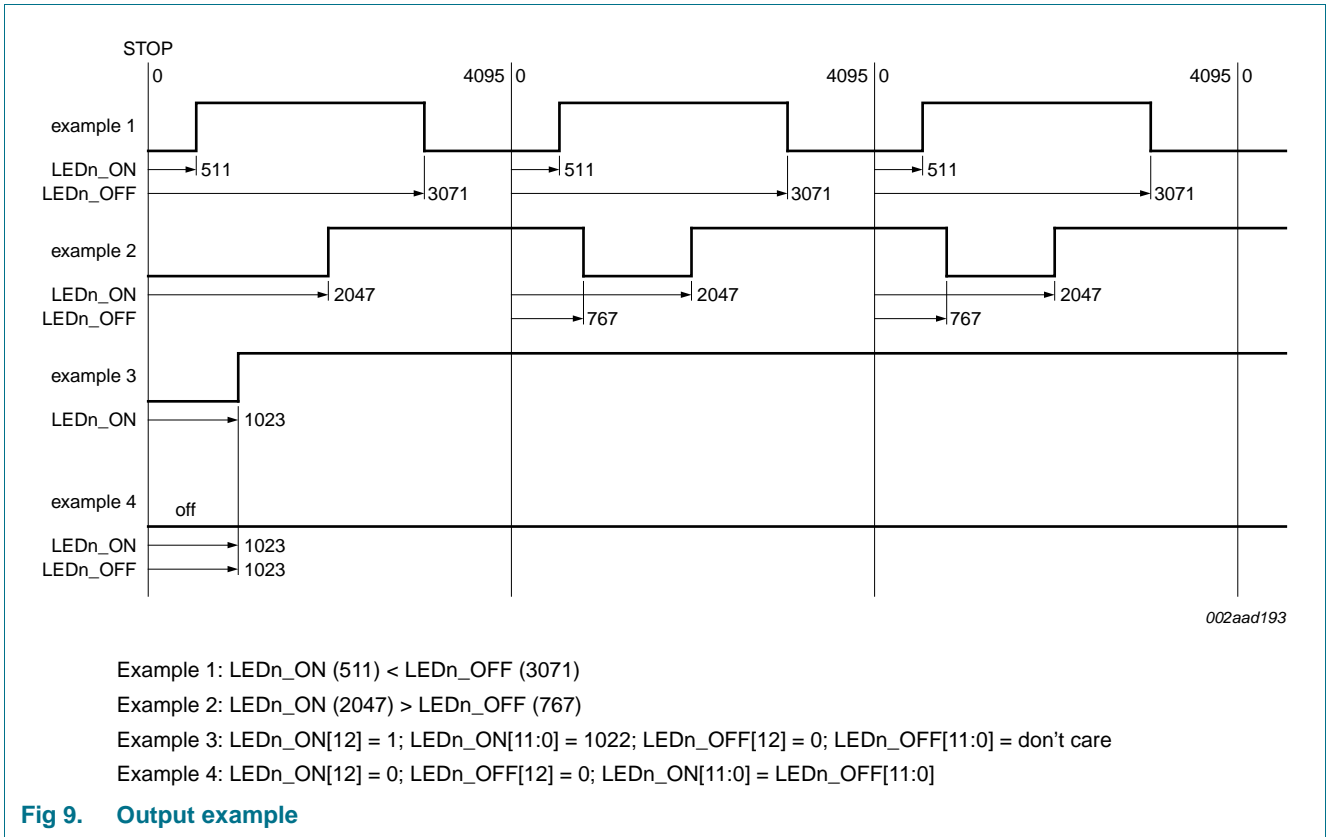 STOP
0 4095 0 4095 0 4095 0
example 1
LEDn_ON 511 511 511
LEDn_OFF 3071 3071 3071
example 2
LEDn_ON 2047 2047 2047
LEDn_OFF 767 767
example 3
LEDn_ON 1023
example 4 off
LEDn_ON 1023
LEDn_OFF 1023
002aad193
Example 1: LEDn_ON (511) < LEDn_OFF (3071)
Example 2: LEDn_ON (2047) > LEDn_OFF (767)
Example 3: LEDn_ON[12] = 1; LEDn_ON[11:0] = 1022; LEDn_OFF[12] = 0; LEDn_OFF[11:0] = don’t care
Example 4: LEDn_ON[12] = 0; LEDn_OFF[12] = 0; LEDn_ON[11:0] = LEDn_OFF[11:0]
Fig 9. Output example